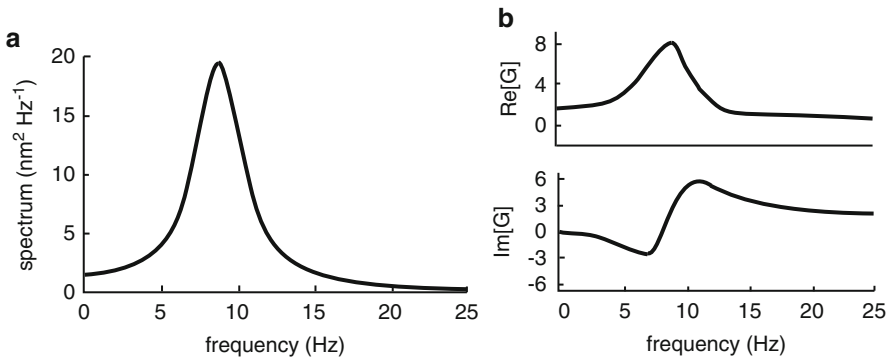 a
spectrum (nm² Hz⁻¹)
20
15
10
5
0
0 5 10 15 20 25
frequency (Hz)
b
Re[G]
8
4
0
Im[G]
6
3
0
-3
-6
0 5 10 15 20 25
frequency (Hz)